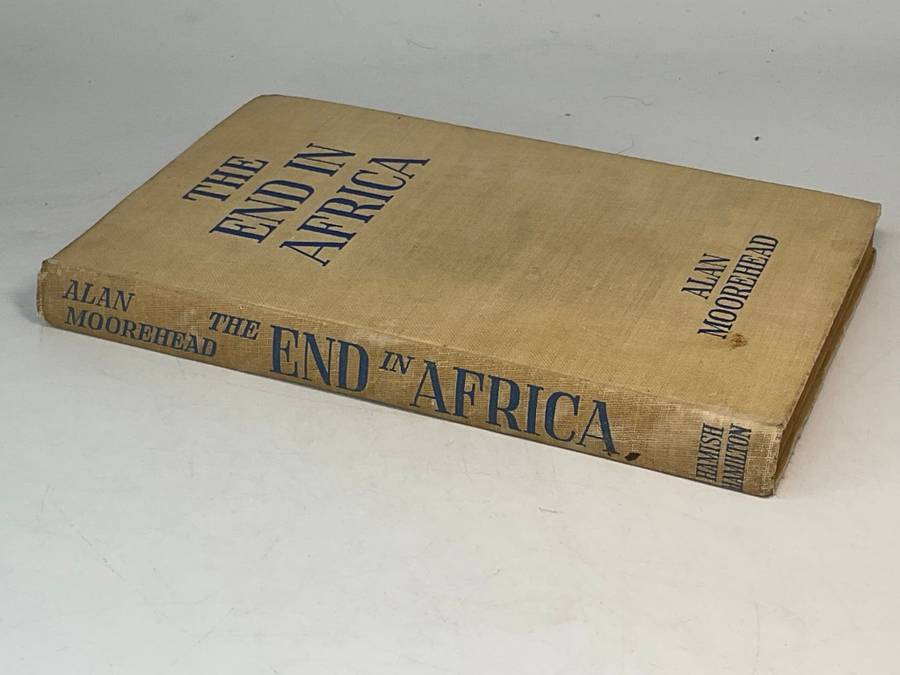 THE
END IN
AFRICA
ALAN
MOOREHEAD
ALAN
MOOREHEAD
THE END IN AFRICA
HAMISH
HAMILTON